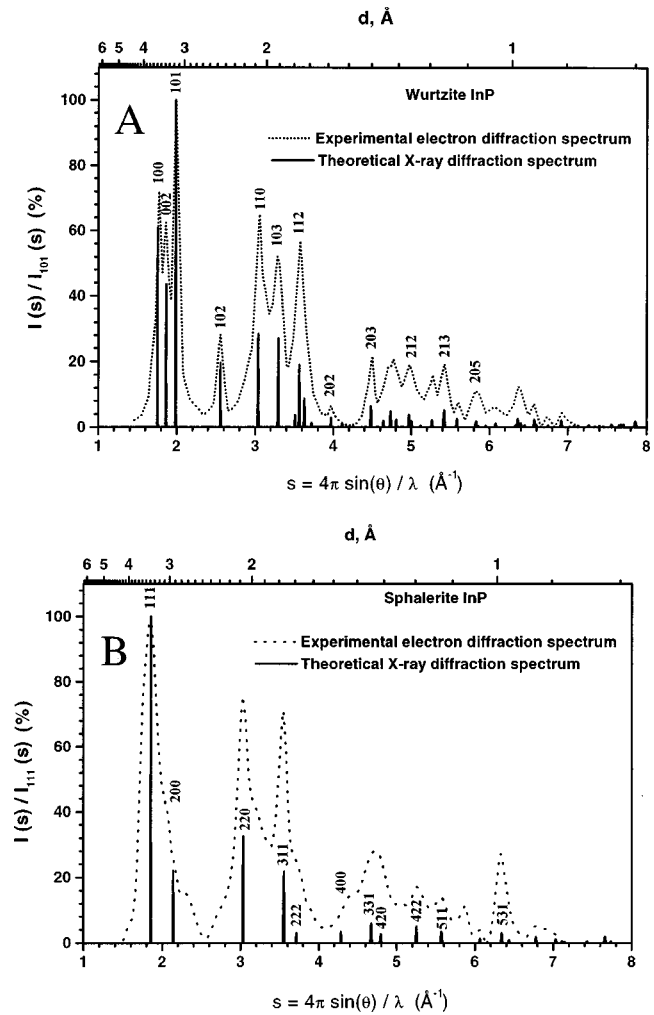 d, Å
6 5 4 3 2 1
A
Wurtzite InP
Experimental electron diffraction spectrum
Theoretical X-ray diffraction spectrum
101
100
002
110
103
112
102
202
203
212
213
205
100
80
60
40
20
0
I (s) / I101 (s) (%)
1 2 3 4 5 6 7 8
s = 4π sin(θ) / λ (Å-1)
d, Å
6 5 4 3 2 1
B
Sphalerite InP
Experimental electron diffraction spectrum
Theoretical X-ray diffraction spectrum
111
200
220
311
222
400
331
420
422
511
531
100
80
60
40
20
0
I (s) / I111 (s) (%)
1 2 3 4 5 6 7 8
s = 4π sin(θ) / λ (Å-1)